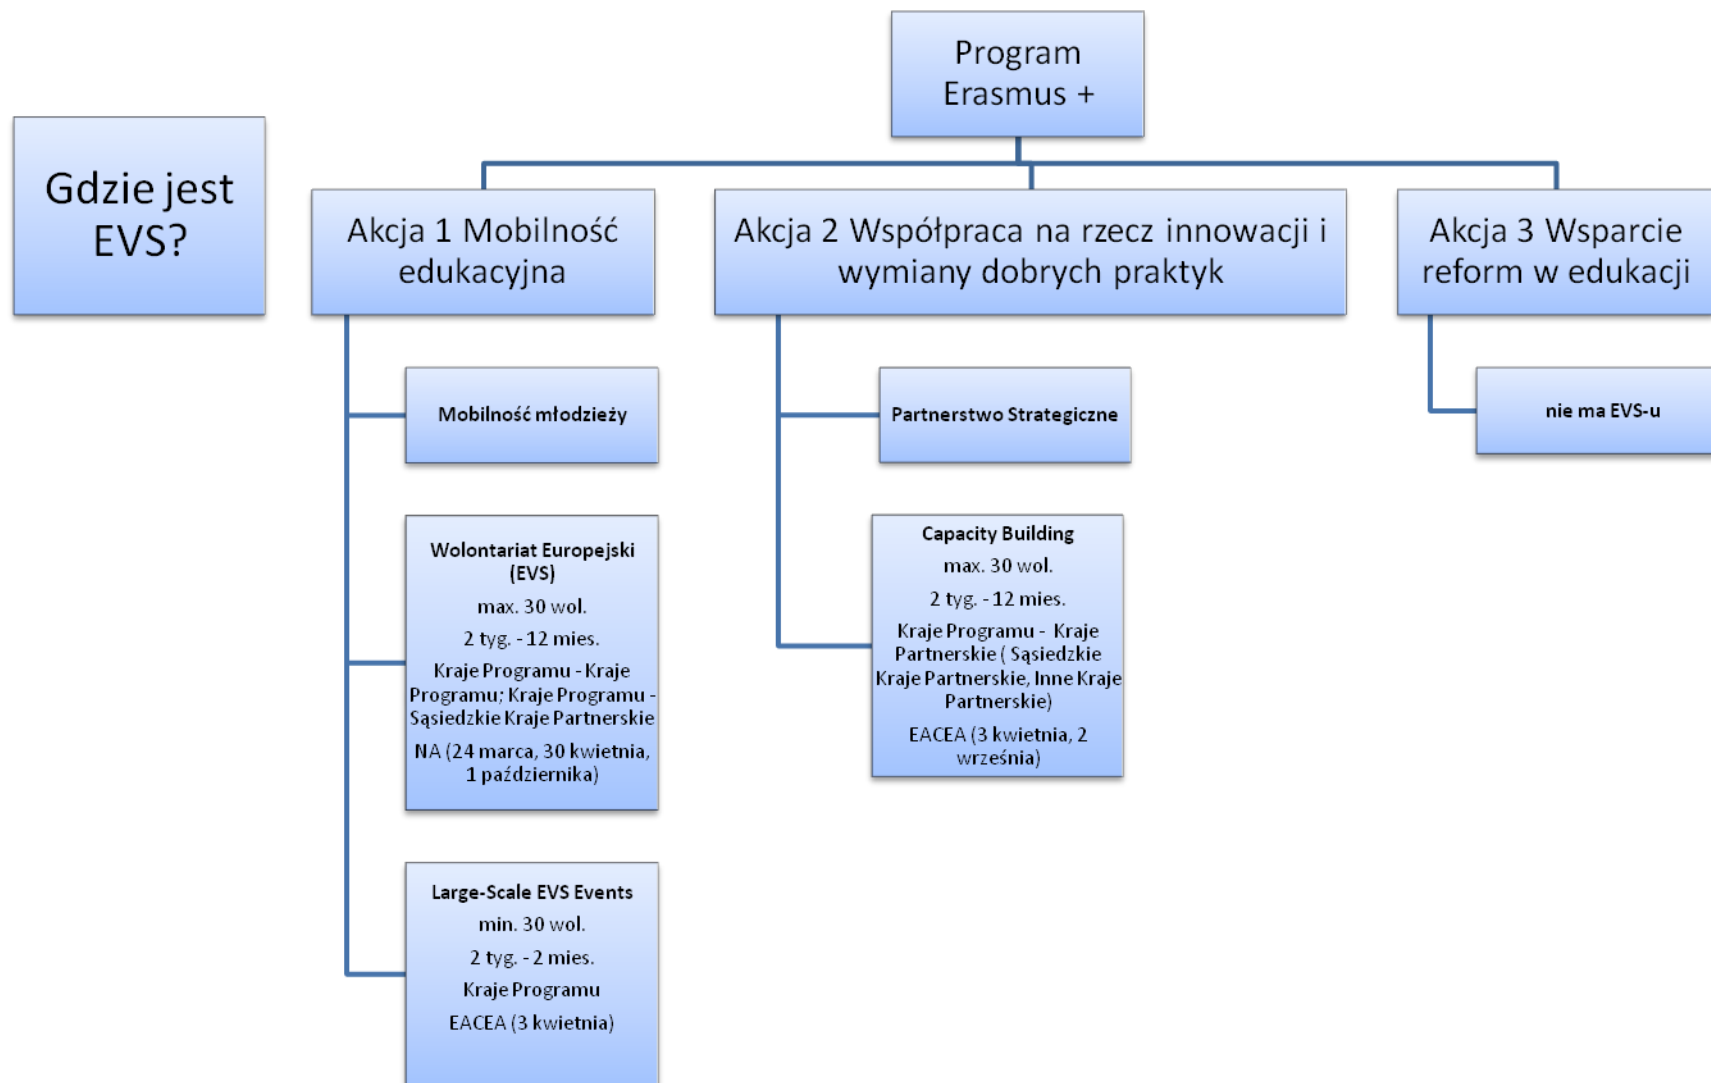 Gdzie jest
EVS?
Program
Erasmus +
Akcja 1 Mobilność
edukacyjna
Mobilność młodzieży
Wolontariat Europejski
(EVS)
max. 30 wol.
2 tyg. - 12 mies.
Kraje Programu - Kraje
Programu; Kraje Programu -
Sąsiedzkie Kraje Partnerskie
NA (24 marca, 30 kwietnia,
1 października)
Large-Scale EVS Events
min. 30 wol.
2 tyg. - 2 mies.
Kraje Programu
EACEA (3 kwietnia)
Akcja 2 Współpraca na rzecz innowacji i
wymiany dobrych praktyk
Partnerstwo Strategiczne
Capacity Building
max. 30 wol.
2 tyg. - 12 mies.
Kraje Programu - Kraje
Partnerskie ( Sąsiedzkie
Kraje Partnerskie, Inne Kraje
Partnerskie)
EACEA (3 kwietnia, 2
września)
Akcja 3 Wsparcie
reform w edukacji
nie ma EVS-u